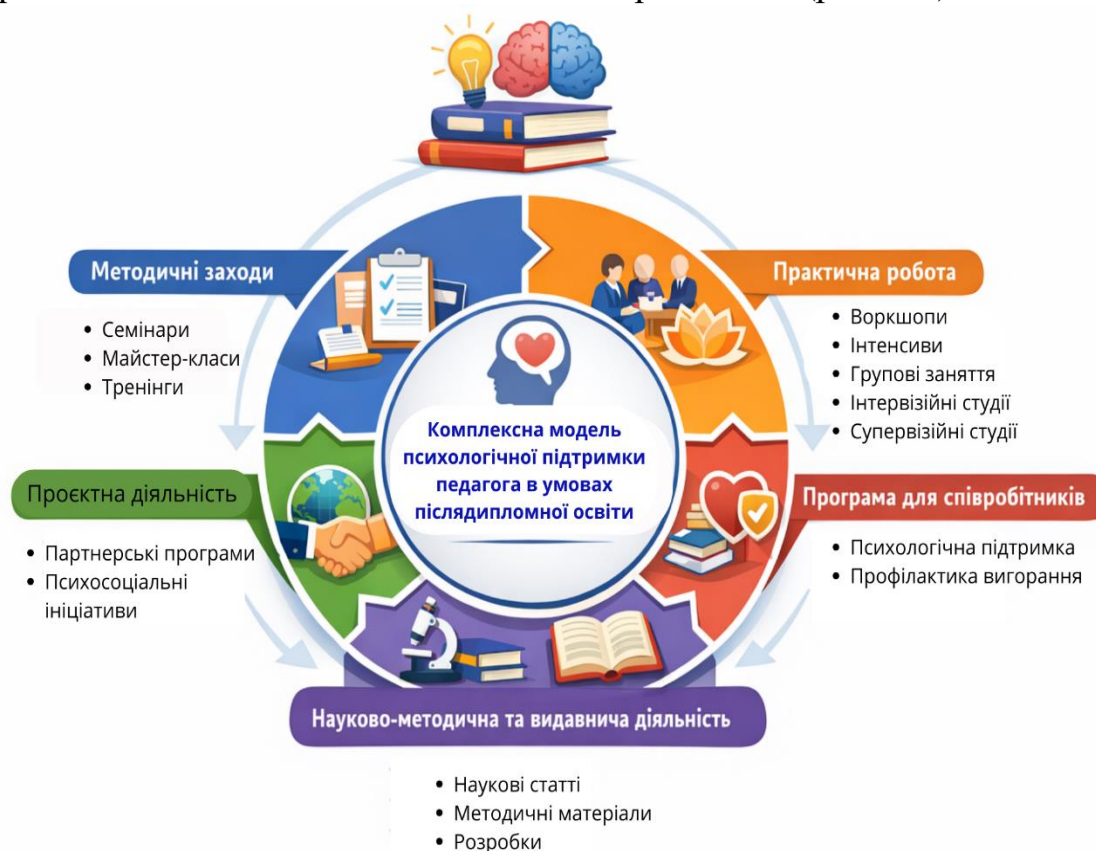 Методичні заходи
• Семінари
• Майстер-класи
• Тренінги
Практична робота
• Воркшопи
• Інтенсиви
• Групові заняття
• Інтервізійні студії
• Супервізійні студії
Комплексна модель
психологічної підтримки
педагога в умовах
післядипломної освіти
Проєктна діяльність
• Партнерські програми
• Психосоціальні
ініціативи
Програма для співробітників
• Психологічна підтримка
• Профілактика вигорання
Науково-методична та видавнича діяльність
• Наукові статті
• Методичні матеріали
• Розробки